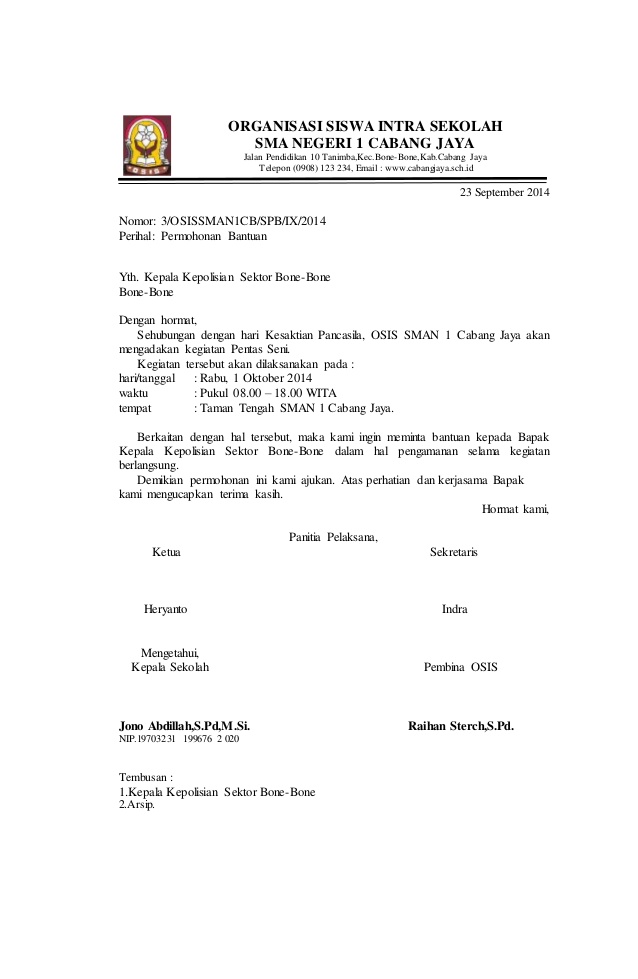 OSIS
ORGANISASI SISWA INTRA SEKOLAH
SMA NEGERI 1 CABANG JAYA
Jalan Pendidikan 10 Tanimba,Kec.Bone-Bone,Kab.Cabang Jaya
Telepon (0908) 123 234, Email : www.cabangjaya.sch.id
23 September 2014
Nomor: 3/OSISSMAN1CB/SPB/IX/2014
Perihal: Permohonan Bantuan
Yth. Kepala Kepolisian Sektor Bone-Bone
Bone-Bone
Dengan hormat,
Sehubungan dengan hari Kesaktian Pancasila, OSIS SMAN 1 Cabang Jaya akan
mengadakan kegiatan Pentas Seni.
Kegiatan tersebut akan dilaksanakan pada :
hari/tanggal : Rabu, 1 Oktober 2014
waktu : Pukul 08.00 – 18.00 WITA
tempat : Taman Tengah SMAN 1 Cabang Jaya.
Berkaitan dengan hal tersebut, maka kami ingin meminta bantuan kepada Bapak
Kepala Kepolisian Sektor Bone-Bone dalam hal pengamanan selama kegiatan
berlangsung.
Demikian permohonan ini kami ajukan. Atas perhatian dan kerjasama Bapak
kami mengucapkan terima kasih.
Hormat kami,
Panitia Pelaksana,
Ketua Sekretaris
Heryanto Indra
Mengetahui,
Kepala Sekolah Pembina OSIS
Jono Abdillah,S.Pd,M.Si. Raihan Sterch,S.Pd.
NIP.19703231 199676 2 020
Tembusan :
1.Kepala Kepolisian Sektor Bone-Bone
2.Arsip.